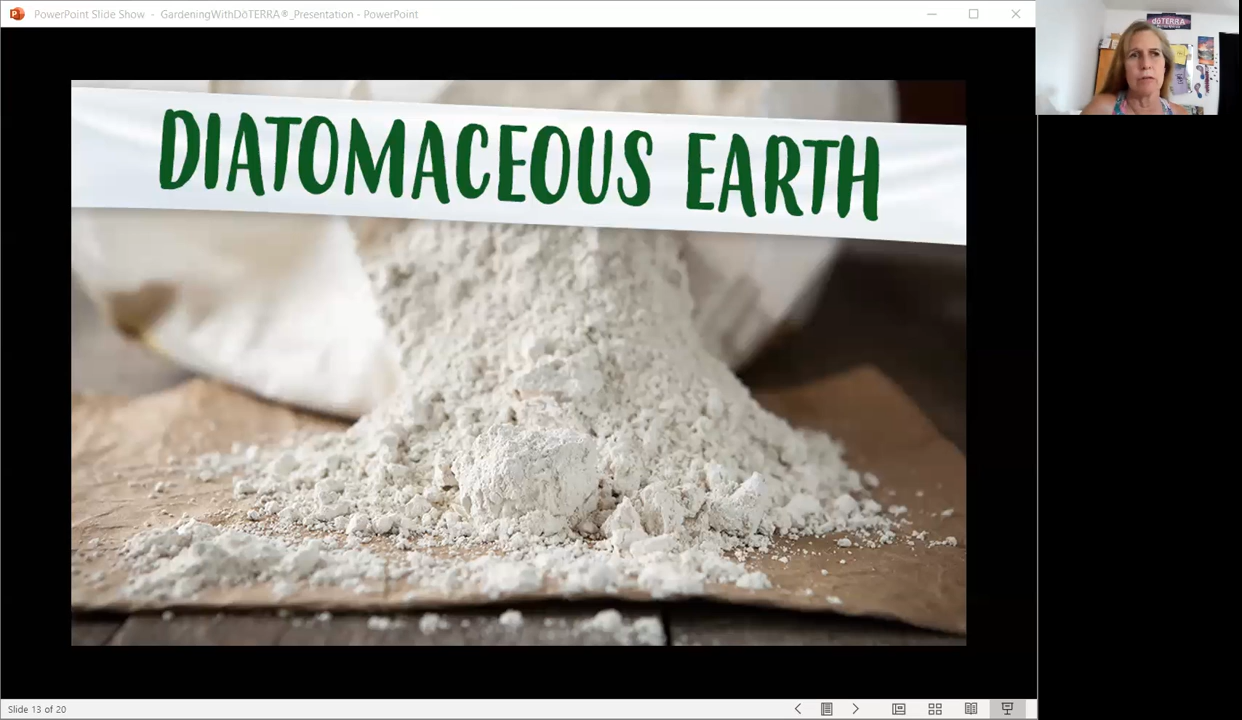 PowerPoint Slide Show - GardeningWithDōTERRA®_Presentation - PowerPoint
dōTERRA
DIATOMACEOUS EARTH
Slide 13 of 20